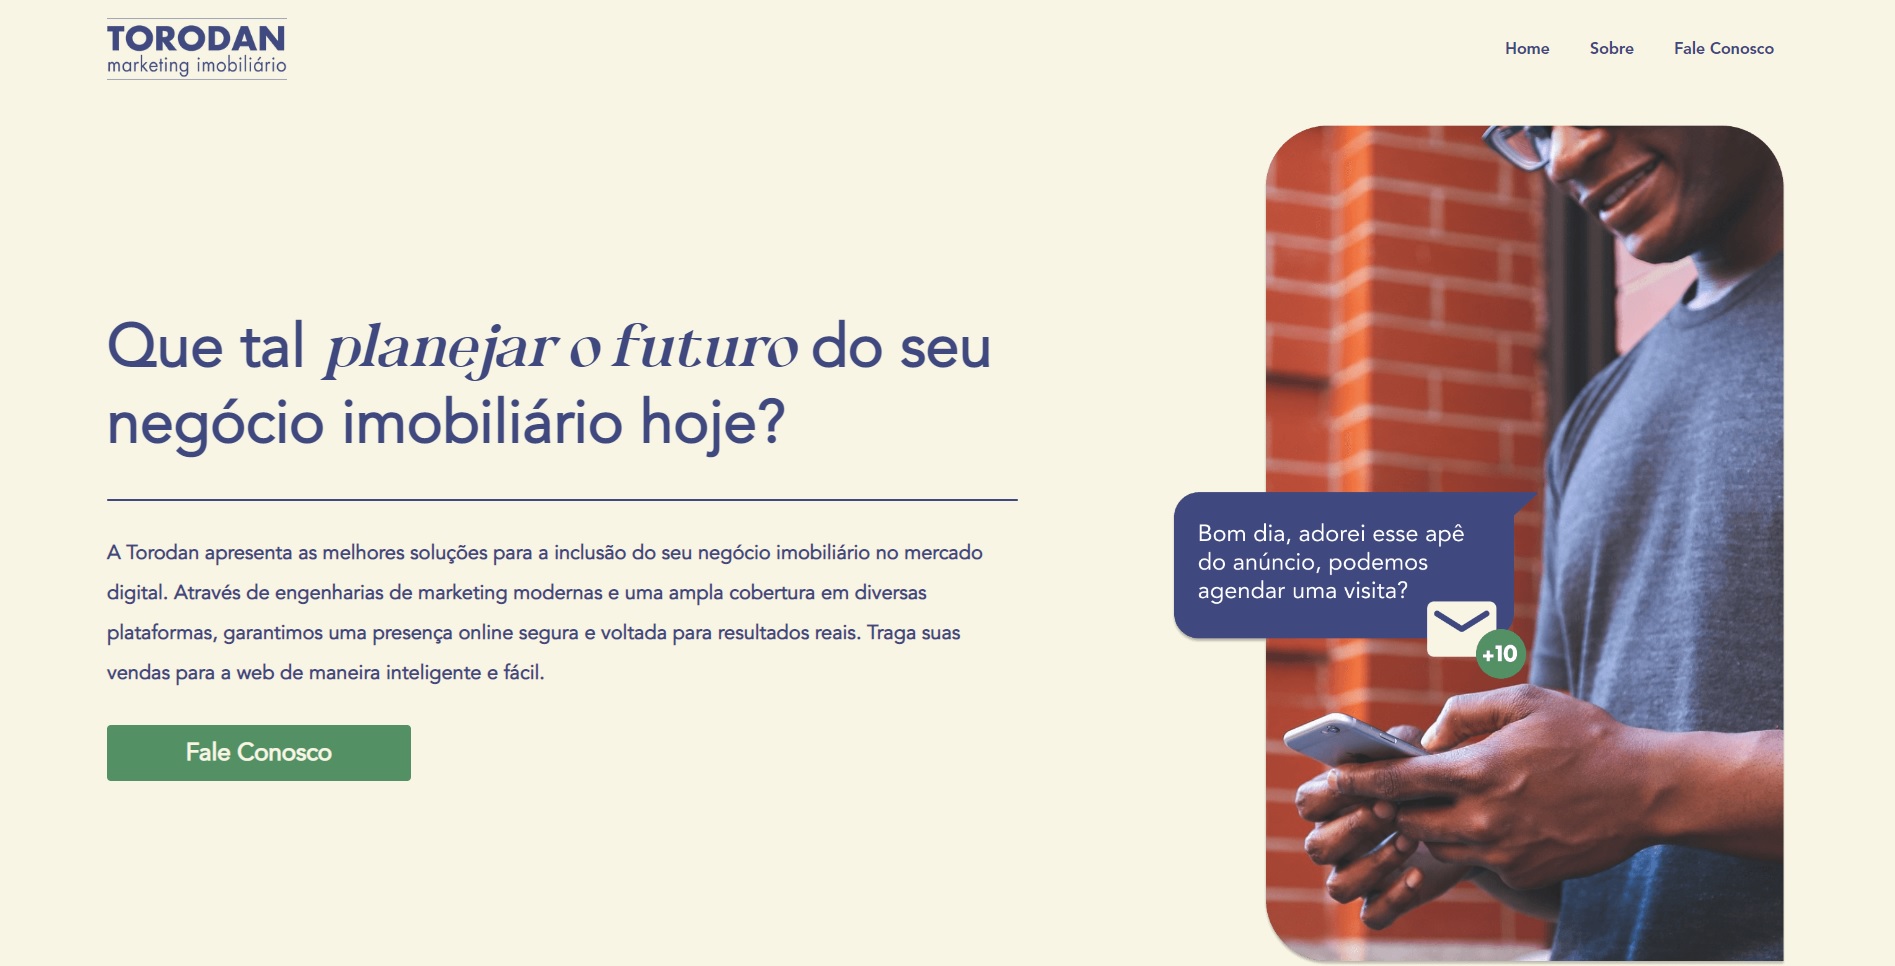 TORODAN
marketing imobiliário
Home
Sobre
Fale Conosco
Que tal planejar o futuro do seu
negócio imobiliário hoje?
A Torodan apresenta as melhores soluções para a inclusão do seu negócio imobiliário no mercado
digital. Através de engenharias de marketing modernas e uma ampla cobertura em diversas
plataformas, garantimos uma presença online segura e voltada para resultados reais. Traga suas
vendas para a web de maneira inteligente e fácil.
Fale Conosco
Bom dia, adorei esse apê
do anúncio, podemos
agendar uma visita?
+10